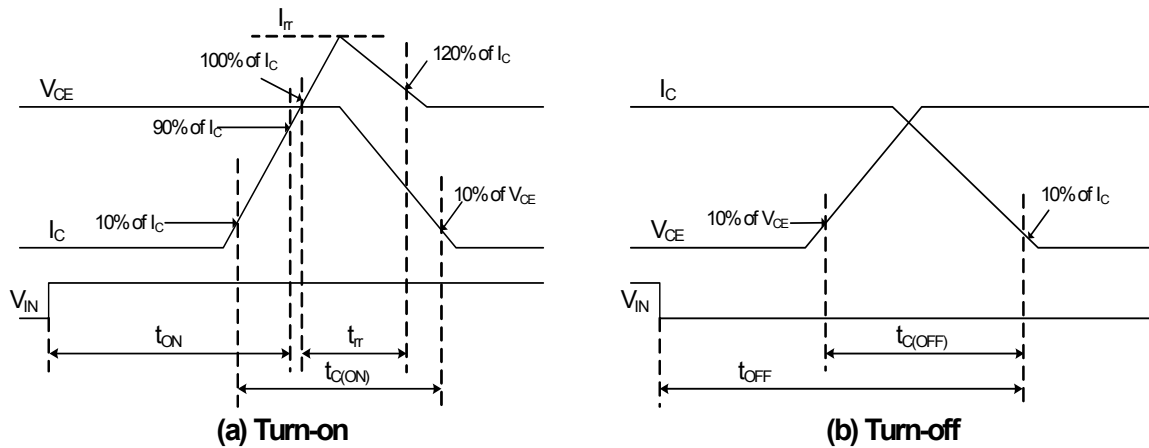 Irr
100% of IC
120% of IC
VCE
90% of IC
10% of IC
10% of VCE
IC
VIN
tON
trr
tC(ON)
(a) Turn-on
IC
10% of VCE
10% of IC
VCE
VIN
tC(OFF)
tOFF
(b) Turn-off